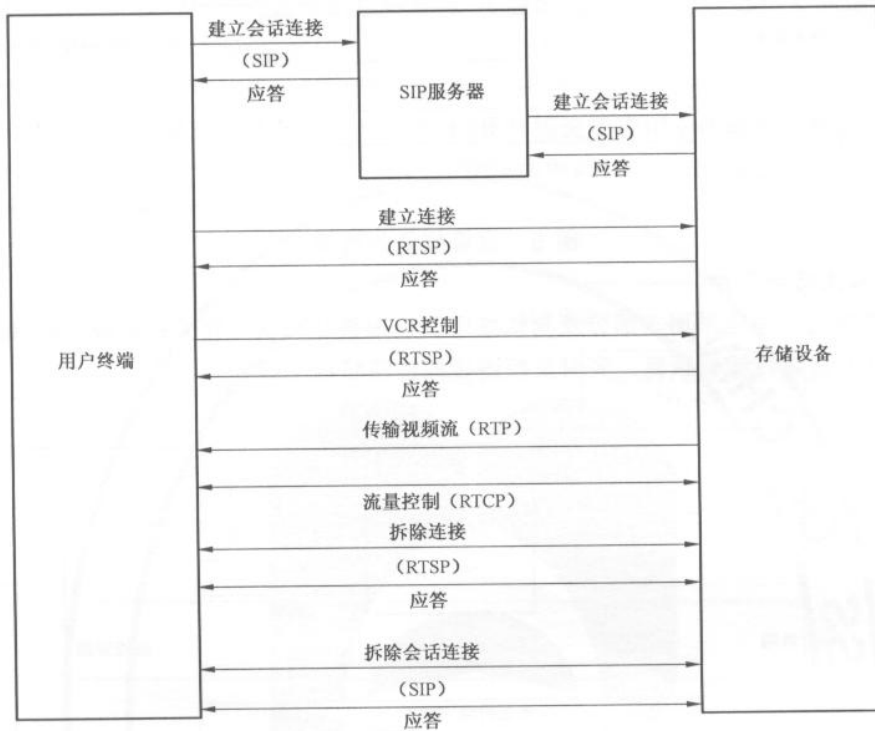 建立会话连接
（SIP）
应答
SIP服务器
建立会话连接
（SIP）
应答
建立连接
（RTSP）
应答
VCR控制
用户终端
（RTSP）
存储设备
应答
传输视频流（RTP）
流量控制（RTCP）
拆除连接
（RTSP）
应答
拆除会话连接
（SIP）
应答